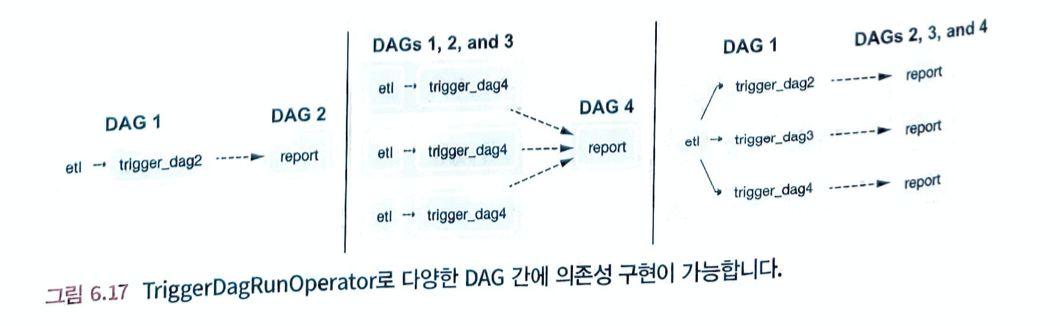 DAG 1
DAG 2
etl → trigger_dag2
report
DAGs 1, 2, and 3
etl → trigger_dag4
DAG 4
etl → trigger_dag4
report
etl → trigger_dag4
DAG 1
DAGs 2, 3, and 4
trigger_dag2
report
etl → trigger_dag3
report
trigger_dag4
report
그림 6.17 TriggerDagRunOperator로 다양한 DAG 간에 의존성 구현이 가능합니다.